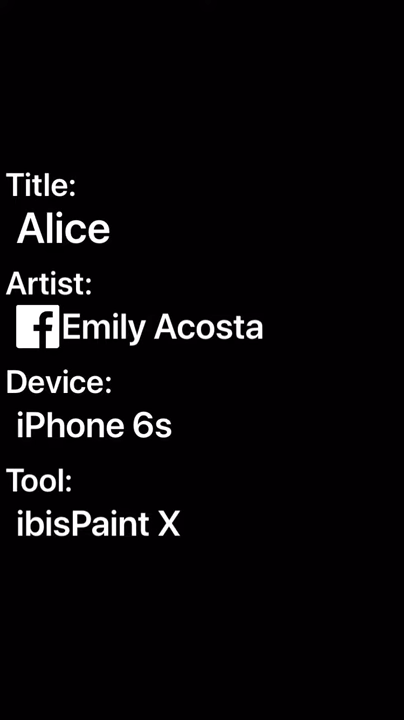 Title:
Alice
Artist:
Emily Acosta
Device:
iPhone 6s
Tool:
ibisPaint X